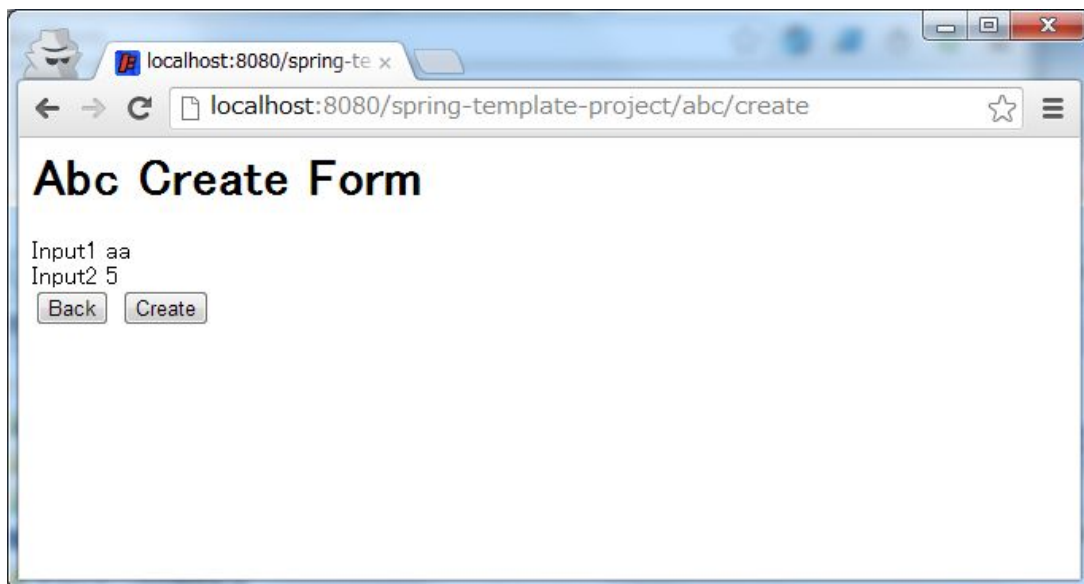 localhost:8080/spring-te
localhost:8080/spring-template-project/abc/create
Abc Create Form
Input1 aa
Input2 5
Back Create